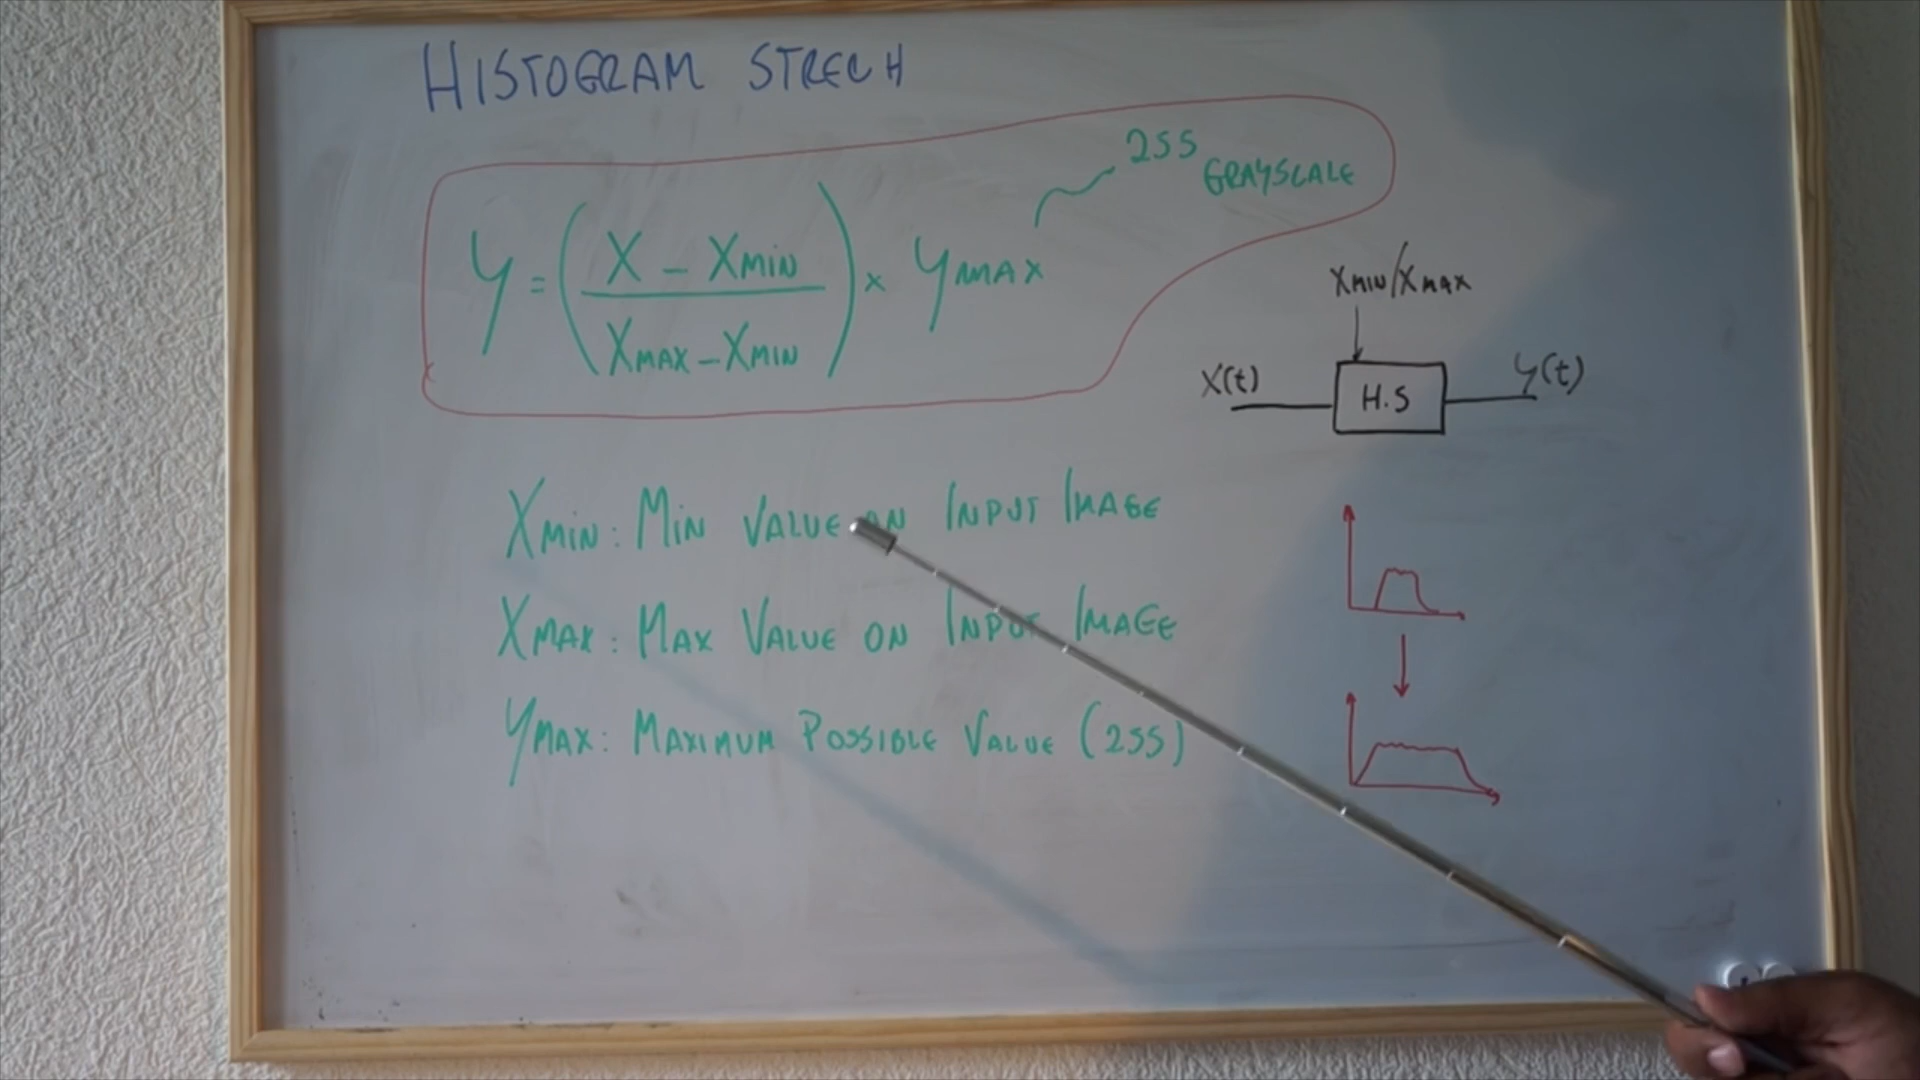 HISTOGRAM STRECH
255
GRAYSCALE
Y = (X - XMIN / XMAX - XMIN) x YMAX
XMIN/XMAX
X(t) H.S Y(t)
XMIN: MIN VALUE ON INPUT IMAGE
XMAX: MAX VALUE ON INPUT IMAGE
YMAX: MAXIMUM POSSIBLE VALUE (255)